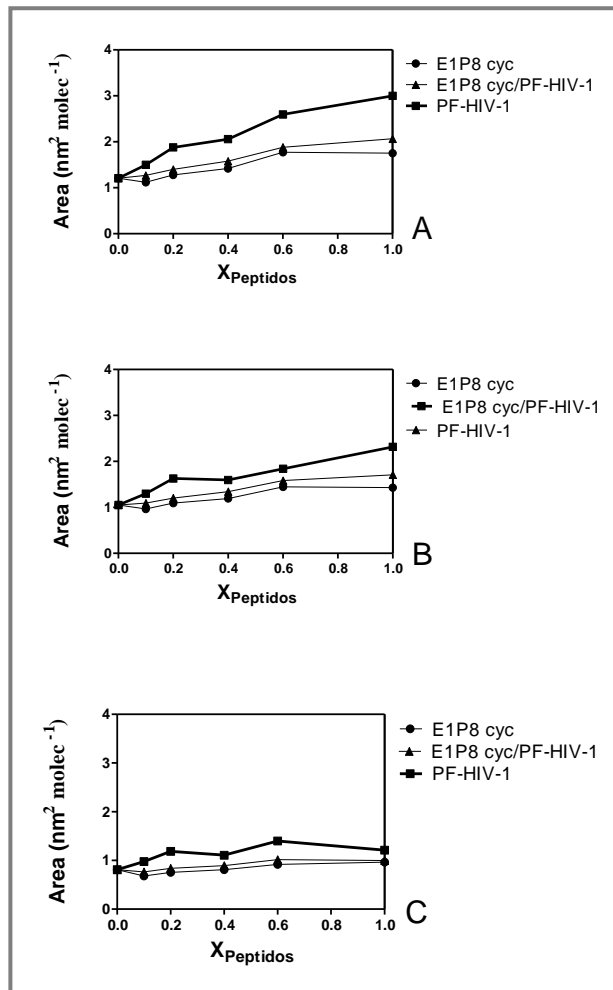 4
3
2
1
0
Area (nm² molec⁻¹)
0.0 0.2 0.4 0.6 0.8 1.0
X Peptidos
E1P8 cyc
E1P8 cyc/PF-HIV-1
PF-HIV-1
A
4
3
2
1
0
Area (nm² molec⁻¹)
0.0 0.2 0.4 0.6 0.8 1.0
X Peptidos
E1P8 cyc
E1P8 cyc/PF-HIV-1
PF-HIV-1
B
4
3
2
1
0
Area (nm² molec⁻¹)
0.0 0.2 0.4 0.6 0.8 1.0
X Peptidos
E1P8 cyc
E1P8 cyc/PF-HIV-1
PF-HIV-1
C